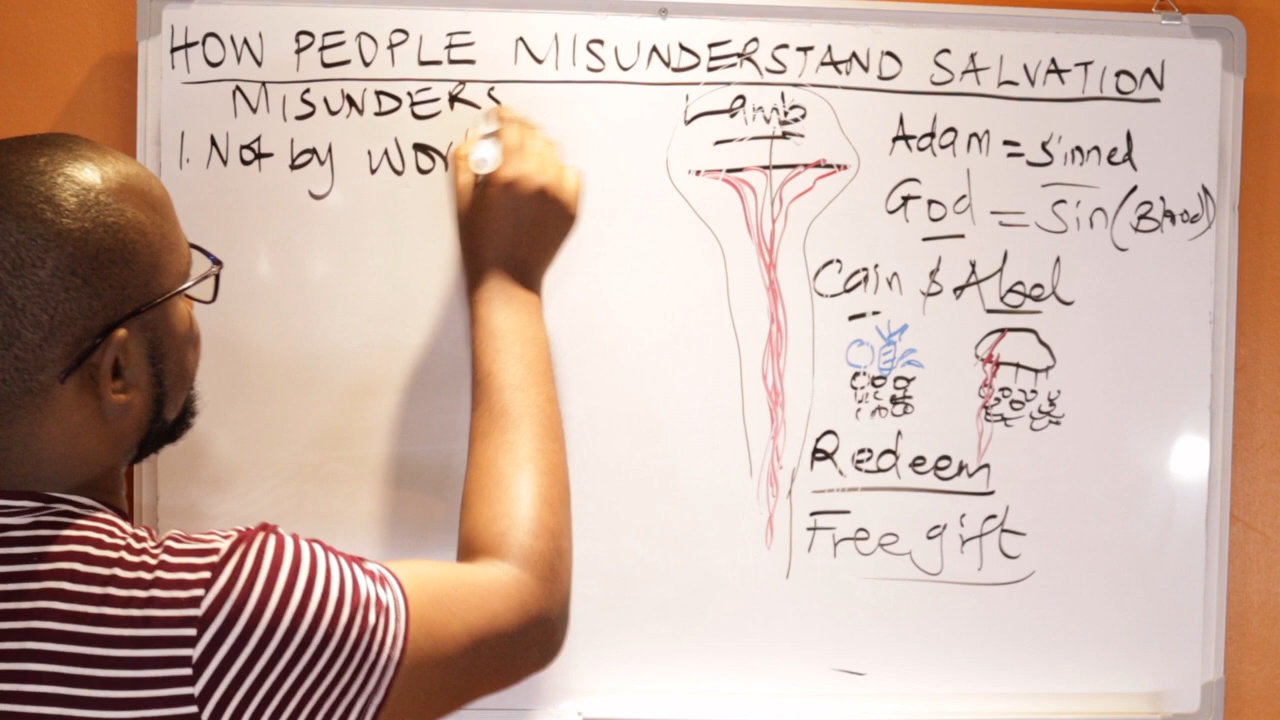 HOW PEOPLE MISUNDERSTAND SALVATION
MISUNDERS
1. Not by wor
Lamb
Adam = Sinned
God = Sin (Blood)
Cain & Abel
Redeem
Free gift